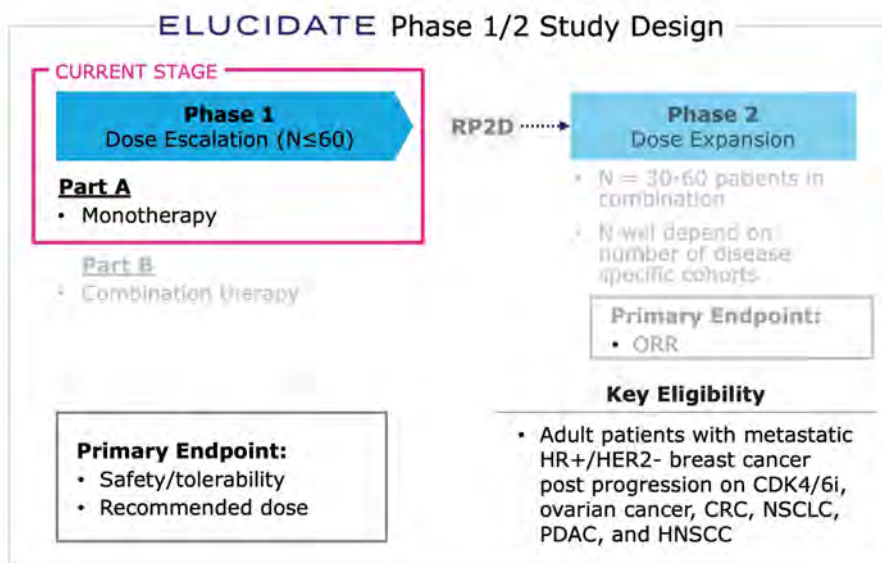 ELUCIDATE Phase 1/2 Study Design
CURRENT STAGE
Phase 1
Dose Escalation (N≤60)
Part A
• Monotherapy
Part B
• Combination therapy
Primary Endpoint:
• Safety/tolerability
• Recommended dose
RP2D
Phase 2
Dose Expansion
• N = 30-60 patients in
combination
• N will depend on
number of disease
specific cohorts
Primary Endpoint:
• ORR
Key Eligibility
• Adult patients with metastatic
HR+/HER2- breast cancer
post progression on CDK4/6i,
ovarian cancer, CRC, NSCLC,
PDAC, and HNSCC